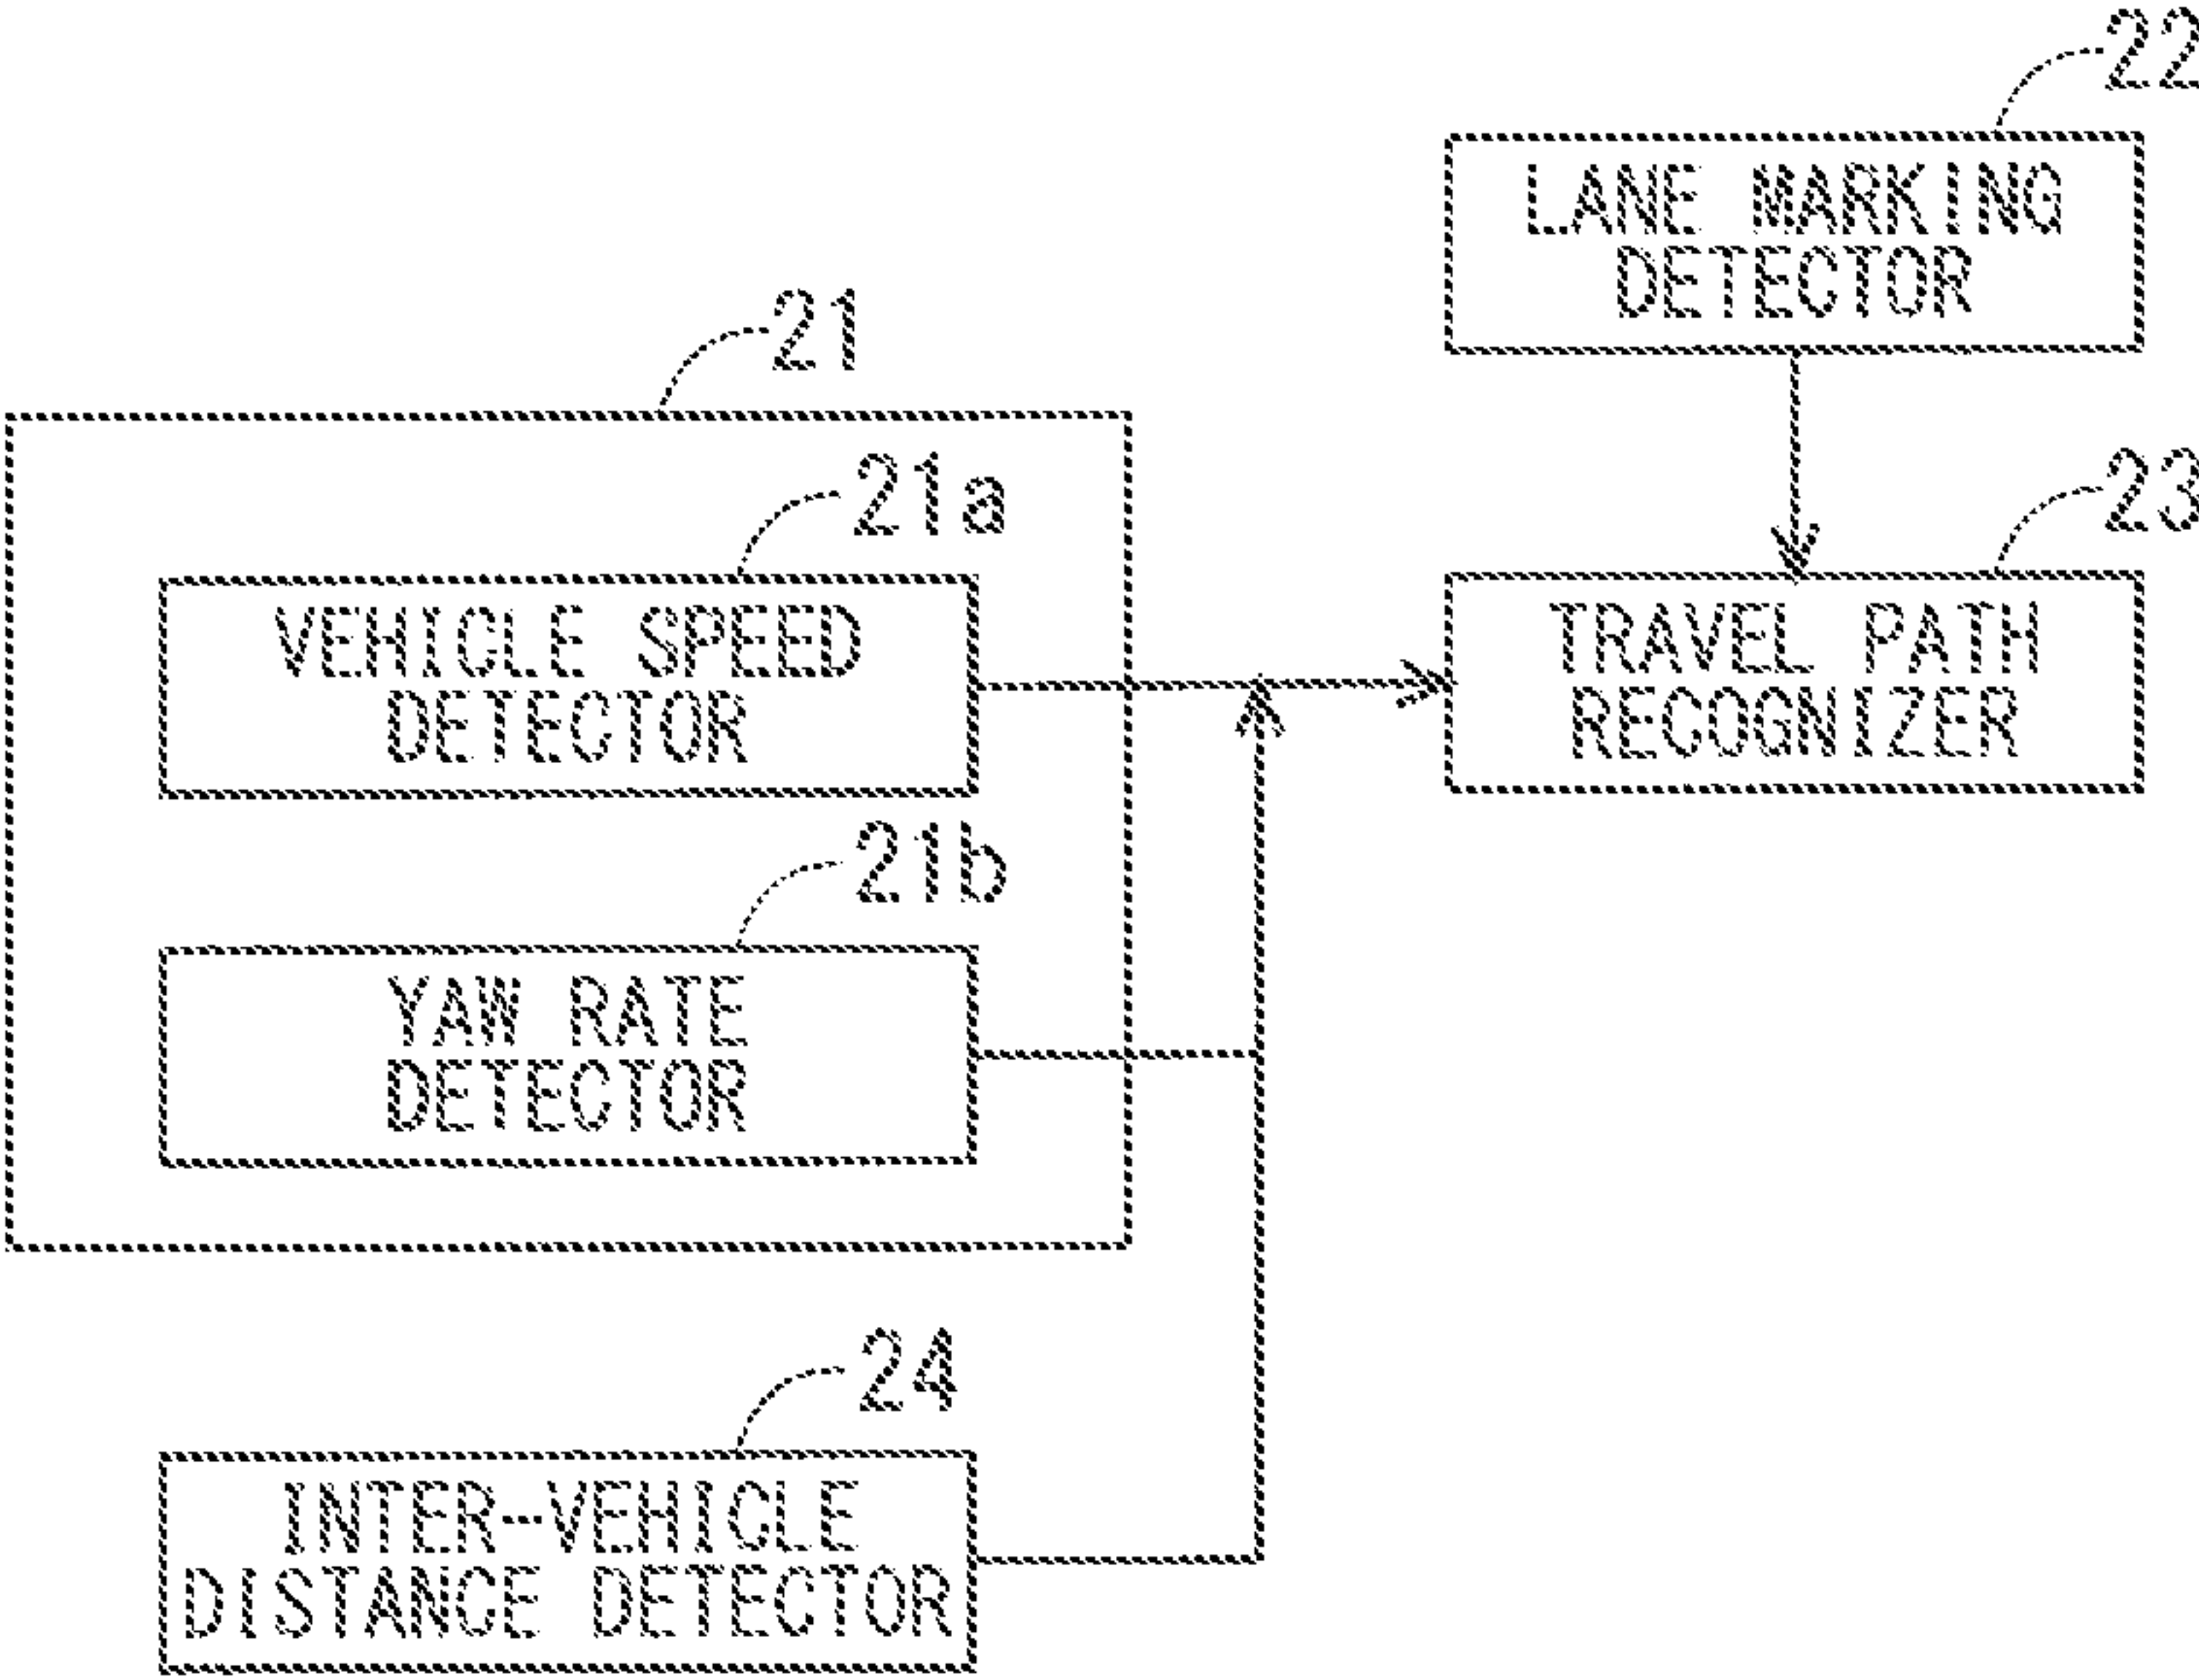 22
LANE MARKING
DETECTOR
21
21a
23
VEHICLE SPEED
DETECTOR
TRAVEL PATH
RECOGNIZER
21b
YAW RATE
DETECTOR
24
INTER-VEHICLE
DISTANCE DETECTOR